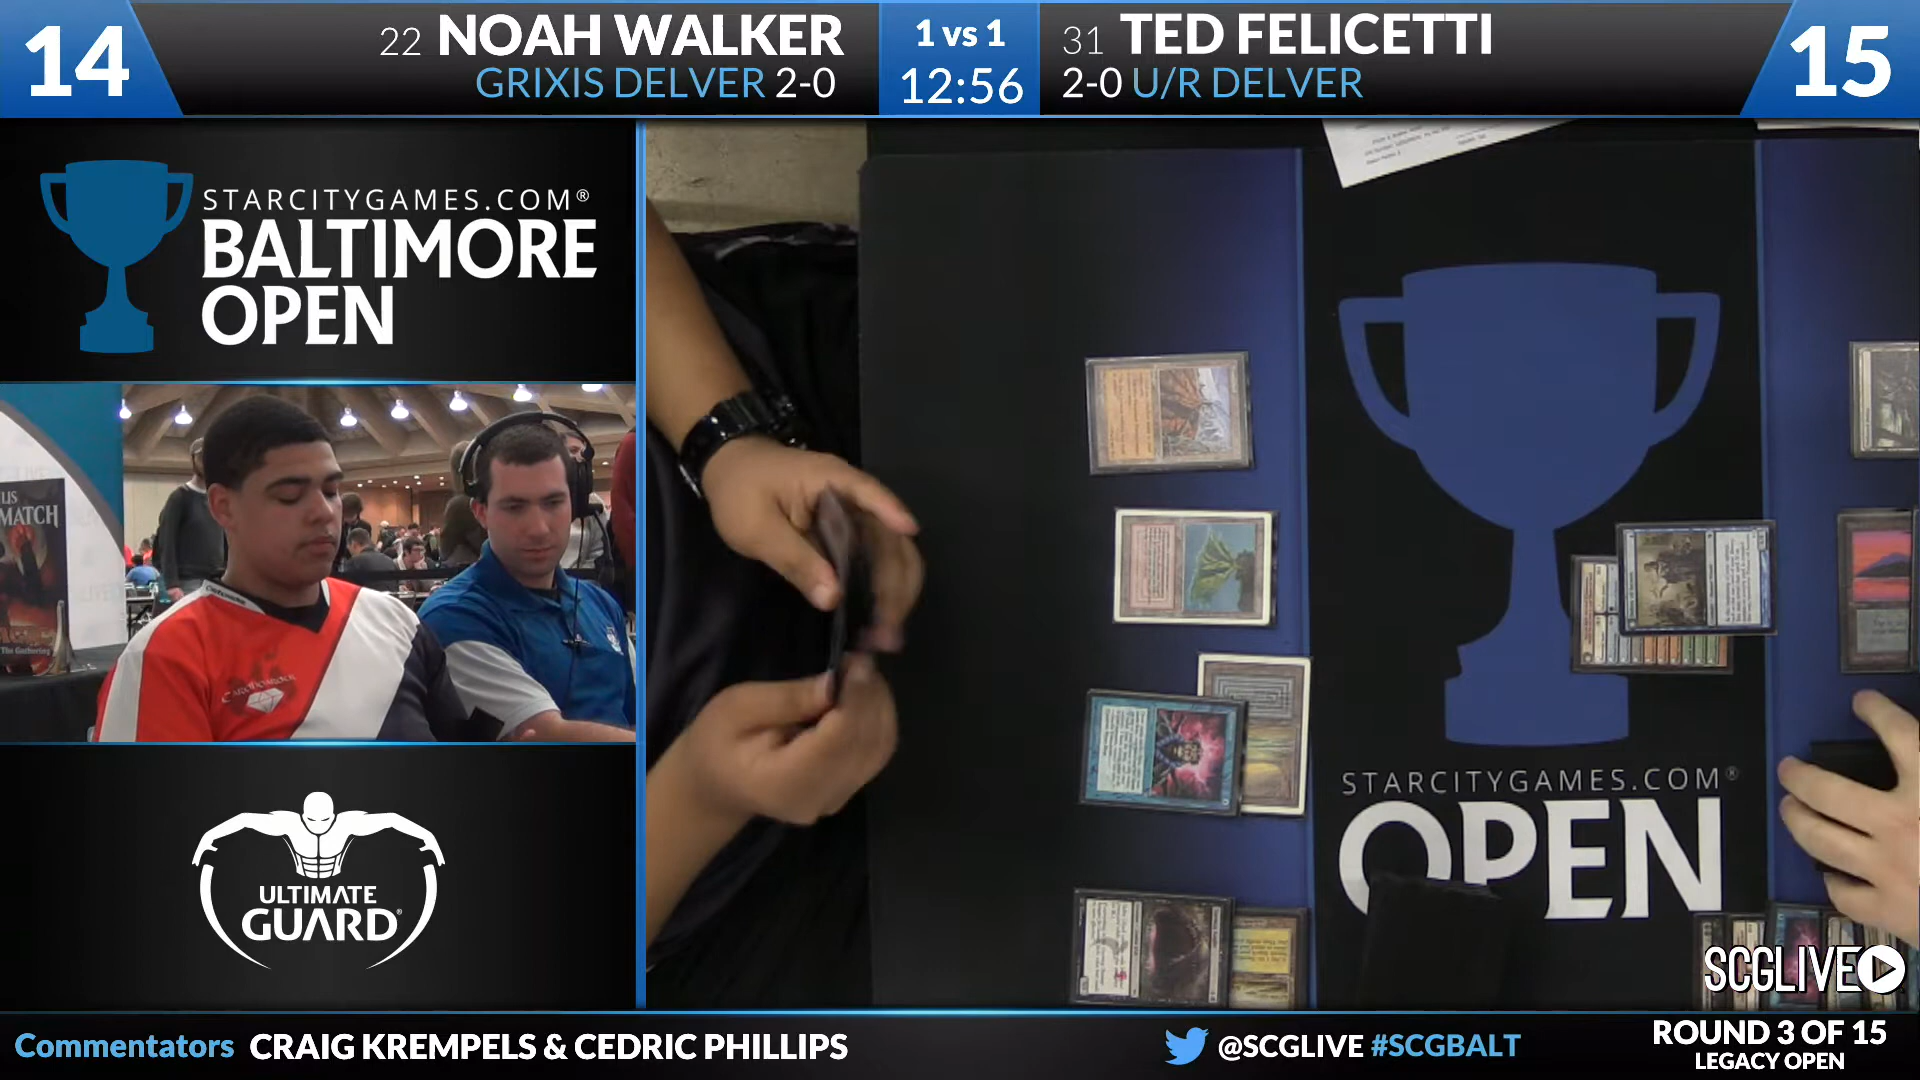 14
22 NOAH WALKER
GRIXIS DELVER 2-0
1 vs 1
12:56
31 TED FELICETTI
2-0 U/R DELVER
15
STARCITYGAMES.COM®
BALTIMORE
OPEN
MATCH
The Gathering
ULTIMATE
GUARD®
STARCITYGAMES.COM®
OPEN
SCGLIVE
Commentators CRAIG KREMPELS & CEDRIC PHILLIPS
@SCGLIVE #SCGBALT
ROUND 3 OF 15
LEGACY OPEN